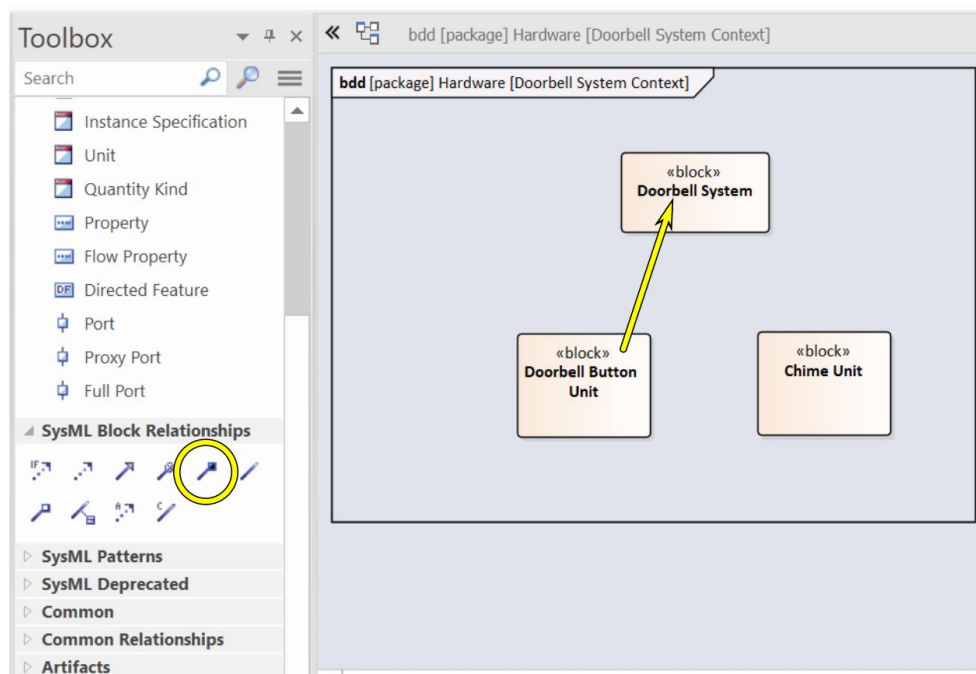 Toolbox
Search
Instance Specification
Unit
Quantity Kind
Property
Flow Property
DF Directed Feature
Port
Proxy Port
Full Port
SysML Block Relationships
IF
A
C
SysML Patterns
SysML Deprecated
Common
Common Relationships
Artifacts
bdd [package] Hardware [Doorbell System Context]
bdd [package] Hardware [Doorbell System Context]
«block»
Doorbell System
«block»
Doorbell Button
Unit
«block»
Chime Unit